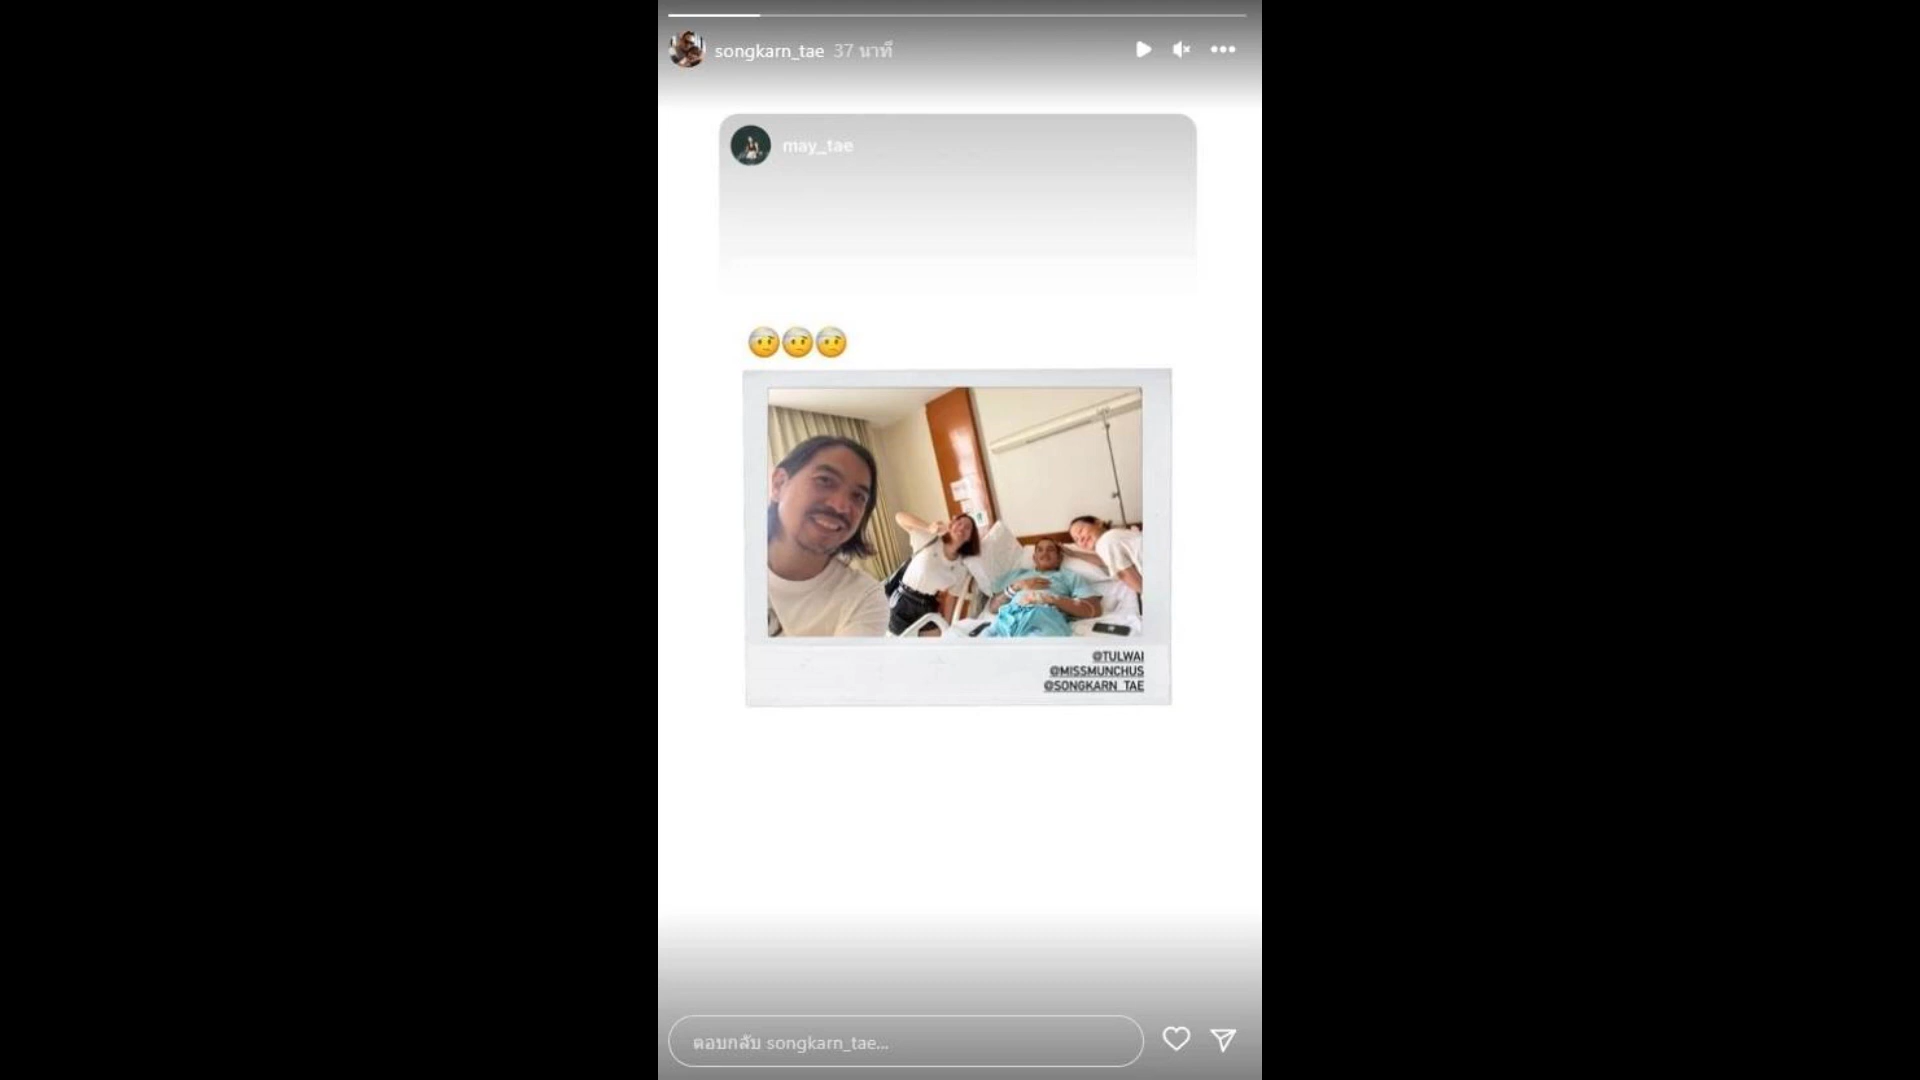 songkarn_tae 37 นาที
may_tae
@TULWAI
@MISSMUNCHUS
@SONGKARN_TAE
ตอบกลับ songkarn_tae...